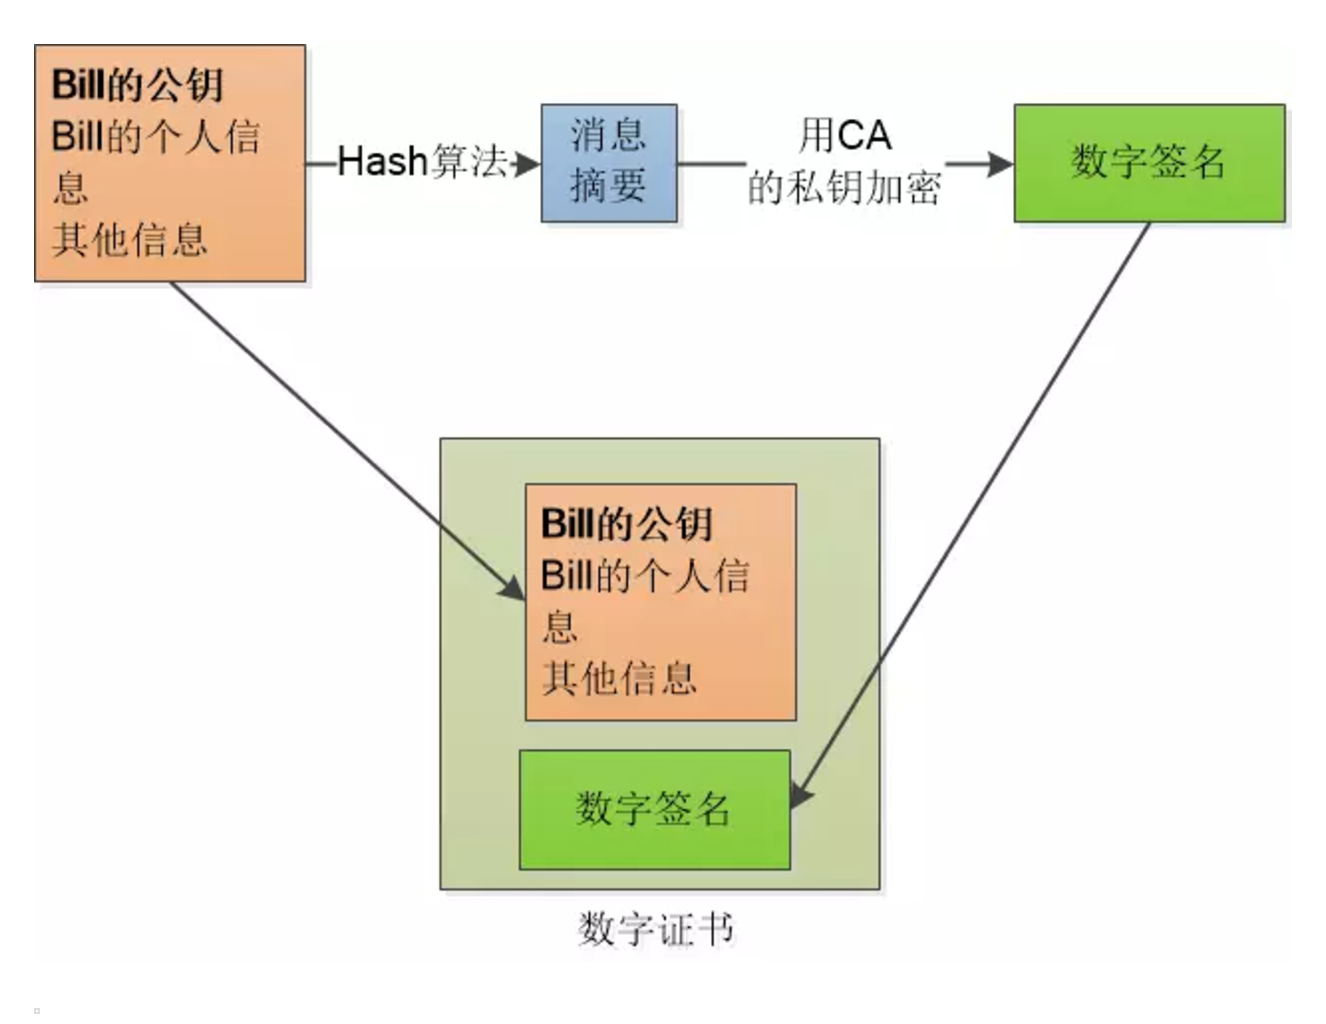 Bill的公钥
Bill的个人信
息
其他信息
Hash算法
消息
摘要
用CA
的私钥加密
数字签名
Bill的公钥
Bill的个人信
息
其他信息
数字签名
数字证书